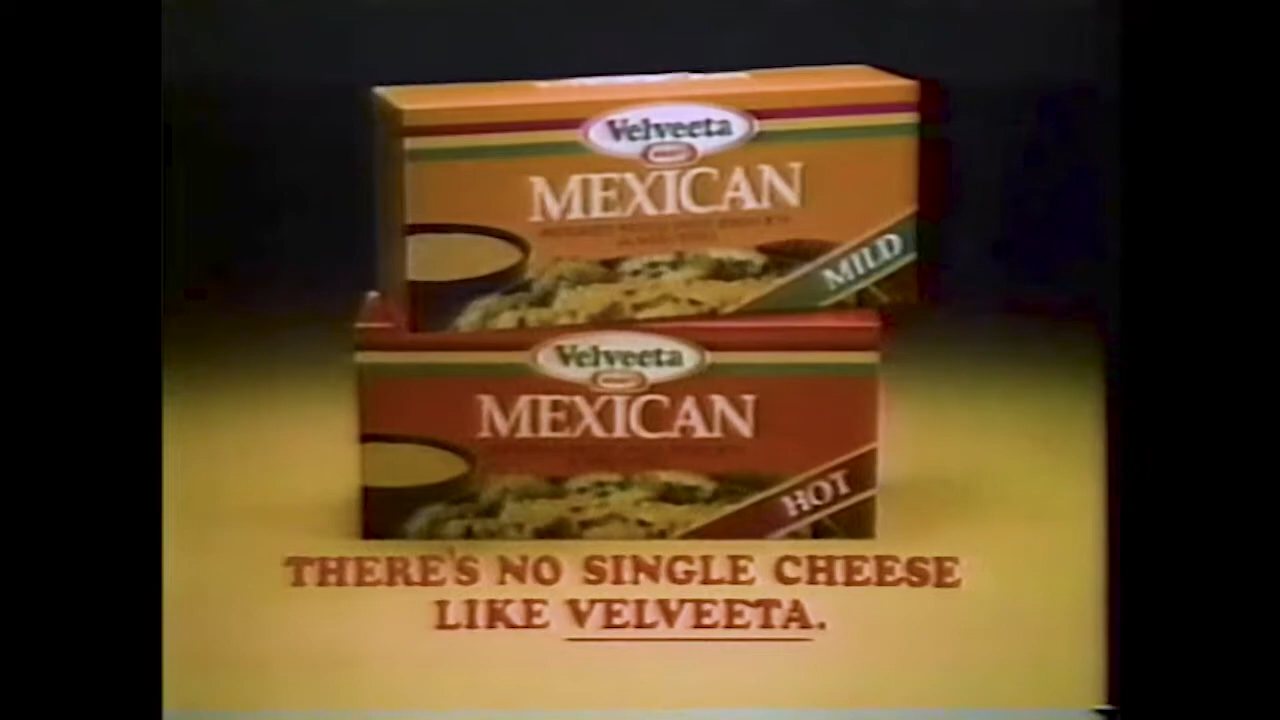 Velveeta
MEXICAN
MILD
Velveeta
MEXICAN
HOT
THERE'S NO SINGLE CHEESE
LIKE VELVEETA.